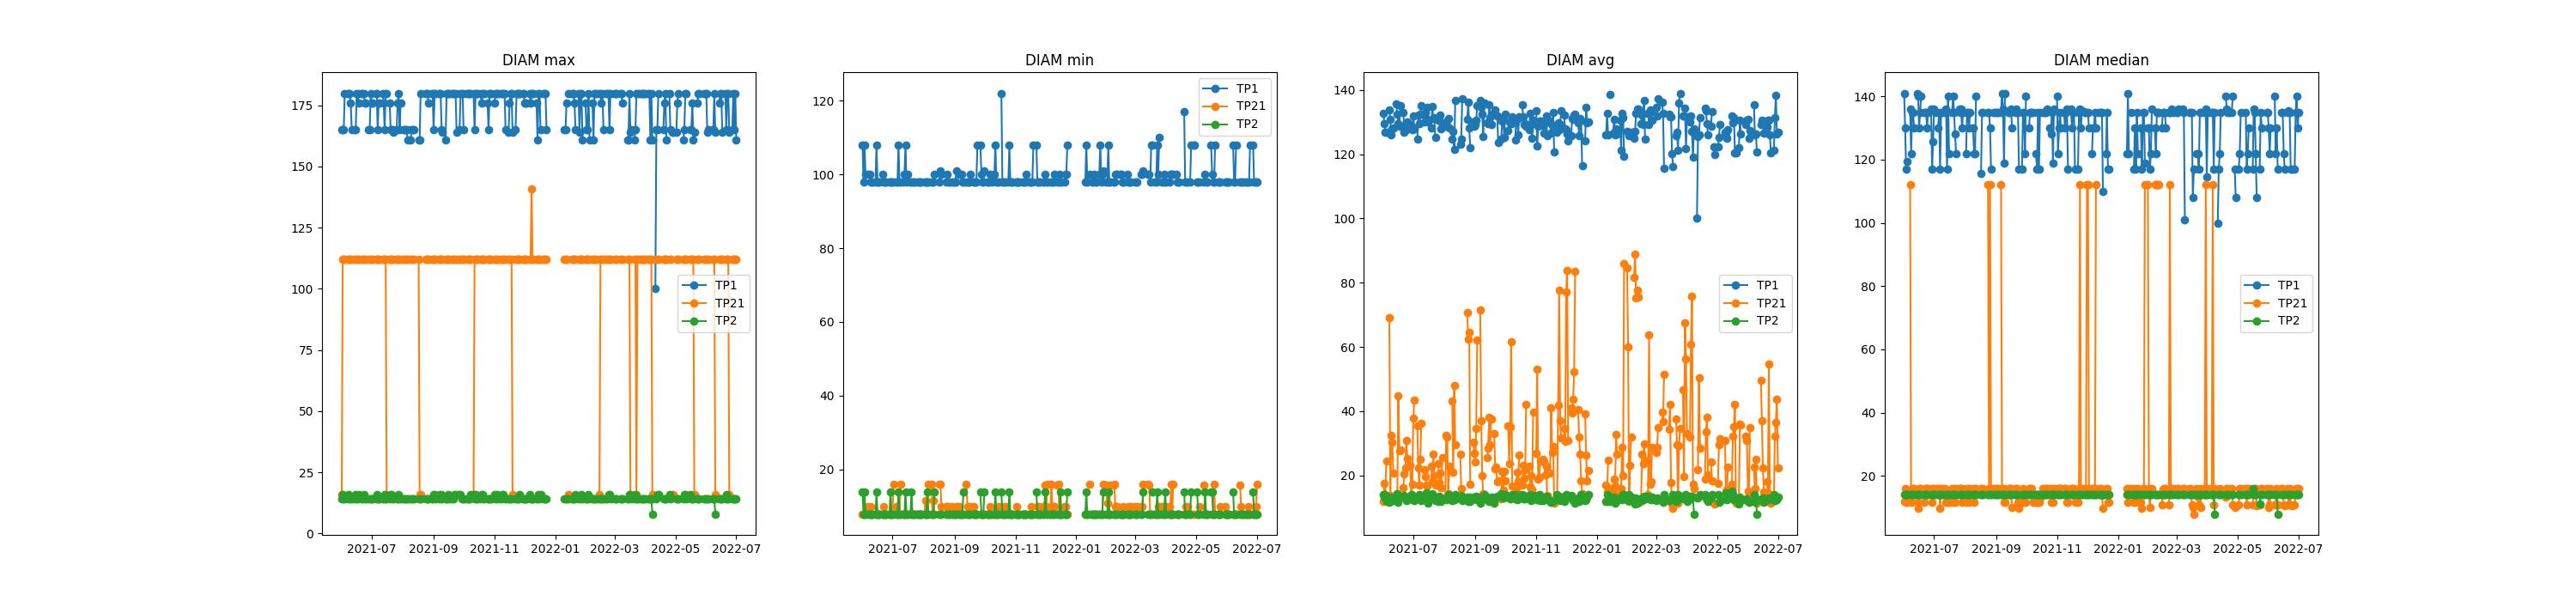 DIAM max
175
150
125
100
75
50
25
0
2021-07 2021-09 2021-11 2022-01 2022-03 2022-05 2022-07
TP1
TP21
TP2
DIAM min
120
100
80
60
40
20
2021-07 2021-09 2021-11 2022-01 2022-03 2022-05 2022-07
TP1
TP21
TP2
DIAM avg
140
120
100
80
60
40
20
2021-07 2021-09 2021-11 2022-01 2022-03 2022-05 2022-07
TP1
TP21
TP2
DIAM median
140
120
100
80
60
40
20
2021-07 2021-09 2021-11 2022-01 2022-03 2022-05 2022-07
TP1
TP21
TP2